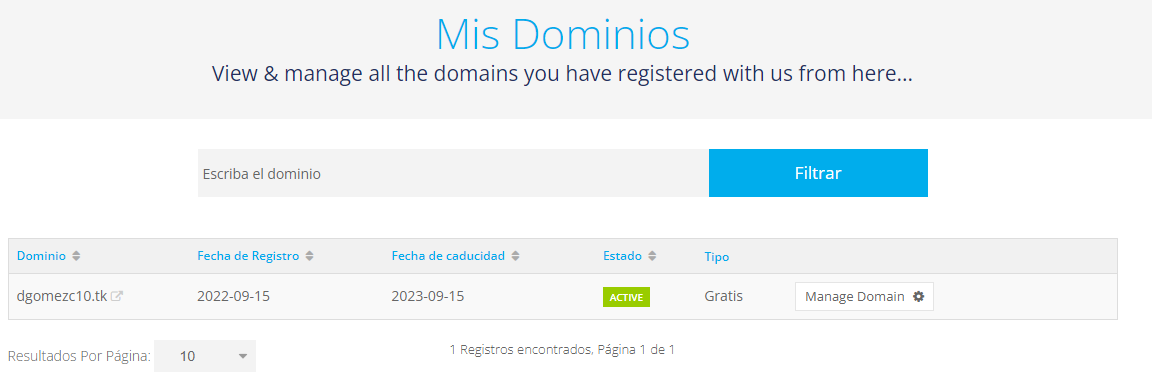 Mis Dominios
View & manage all the domains you have registered with us from here...
Escriba el dominio Filtrar
Dominio Fecha de Registro Fecha de caducidad Estado Tipo
dgomezc10.tk 2022-09-15 2023-09-15 ACTIVE Gratis Manage Domain
Resultados Por Página: 10 1 Registros encontrados, Página 1 de 1